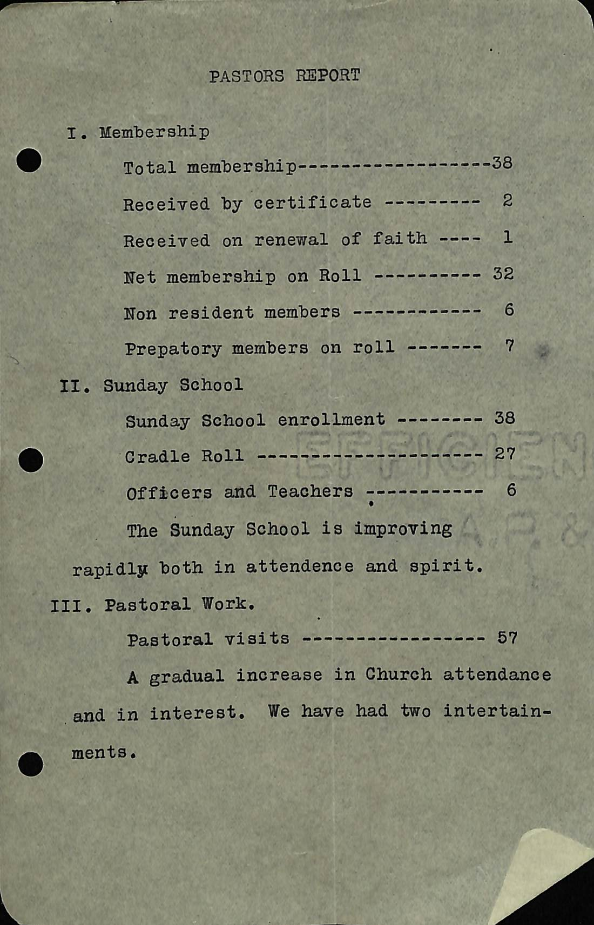 PASTORS REPORT
I. Membership
Total membership------------------38
Received by certificate --------- 2
Received on renewal of faith ---- 1
Net membership on Roll ---------- 32
Non resident members ------------ 6
Prepatory members on roll ------- 7
II. Sunday School
Sunday School enrollment -------- 38
Cradle Roll --------------------- 27
Officers and Teachers ----------- 6
The Sunday School is improving
rapidly both in attendence and spirit.
III. Pastoral Work.
Pastoral visits ----------------- 57
A gradual increase in Church attendance
and in interest.  We have had two intertain-
ments.